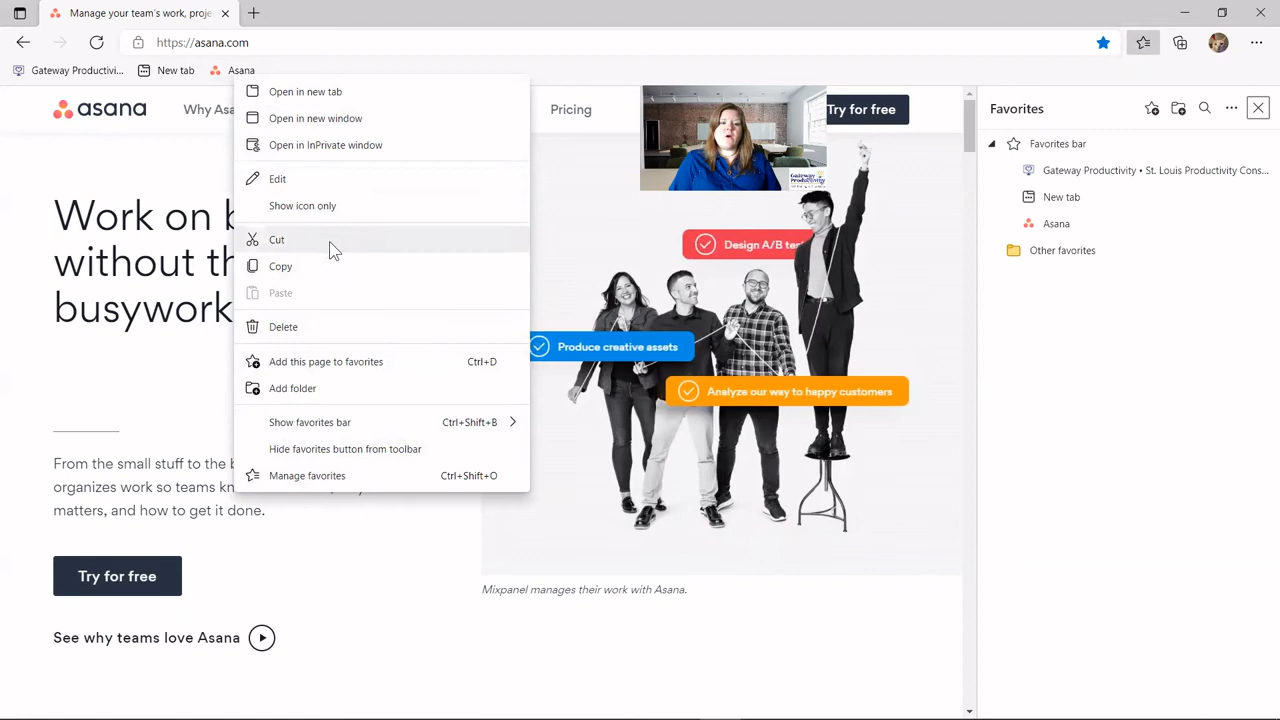 Manage your team's work, proje
https://asana.com
Gateway Productivi...
New tab
Asana
asana
Why Asa
Pricing
Try for free
Work on b
without th
busywork
From the small stuff to the b
organizes work so teams kn
matters, and how to get it done.
Try for free
See why teams love Asana
Open in new tab
Open in new window
Open in InPrivate window
Edit
Show icon only
Cut
Copy
Paste
Delete
Add this page to favorites Ctrl+D
Add folder
Show favorites bar Ctrl+Shift+B
Hide favorites button from toolbar
Manage favorites Ctrl+Shift+O
Gateway
Productivity
Design A/B tes
Produce creative assets
Analyze our way to happy customers
Mixpanel manages their work with Asana.
Favorites
Favorites bar
Gateway Productivity • St. Louis Productivity Cons...
New tab
Asana
Other favorites